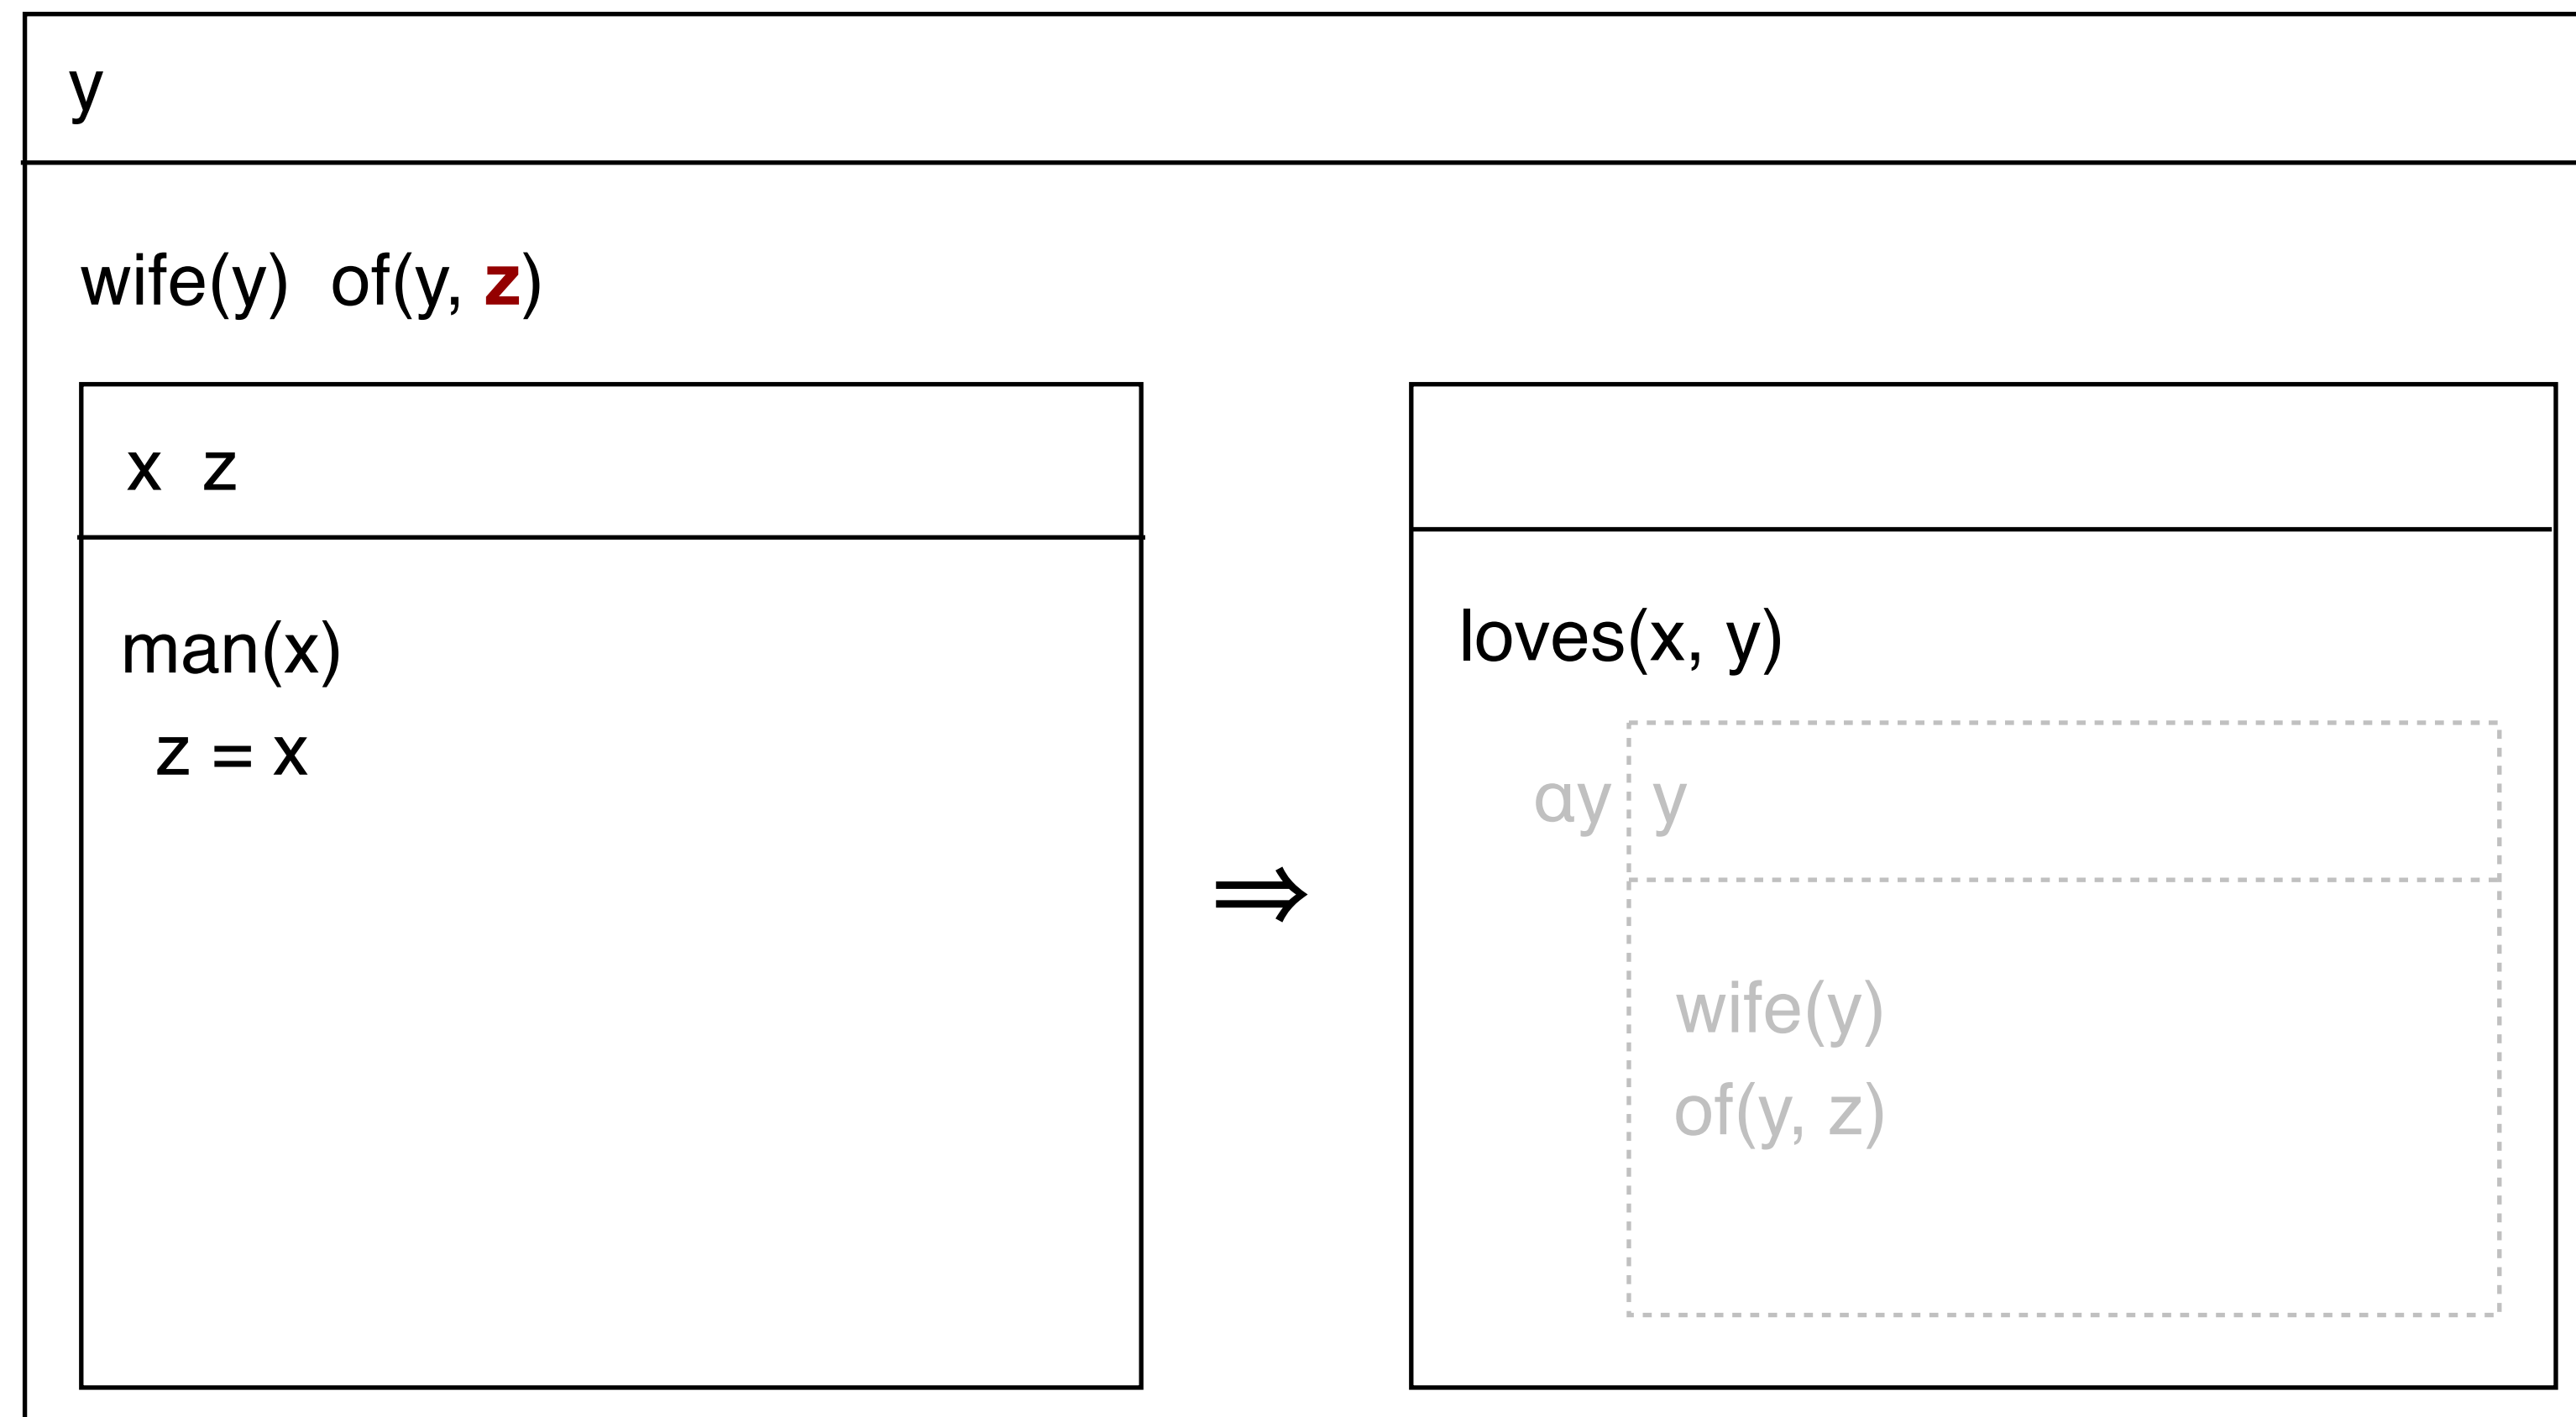 y
wife(y) of(y, z)
x z
man(x)
z = x
⇒
loves(x, y)
αy y
wife(y)
of(y, z)